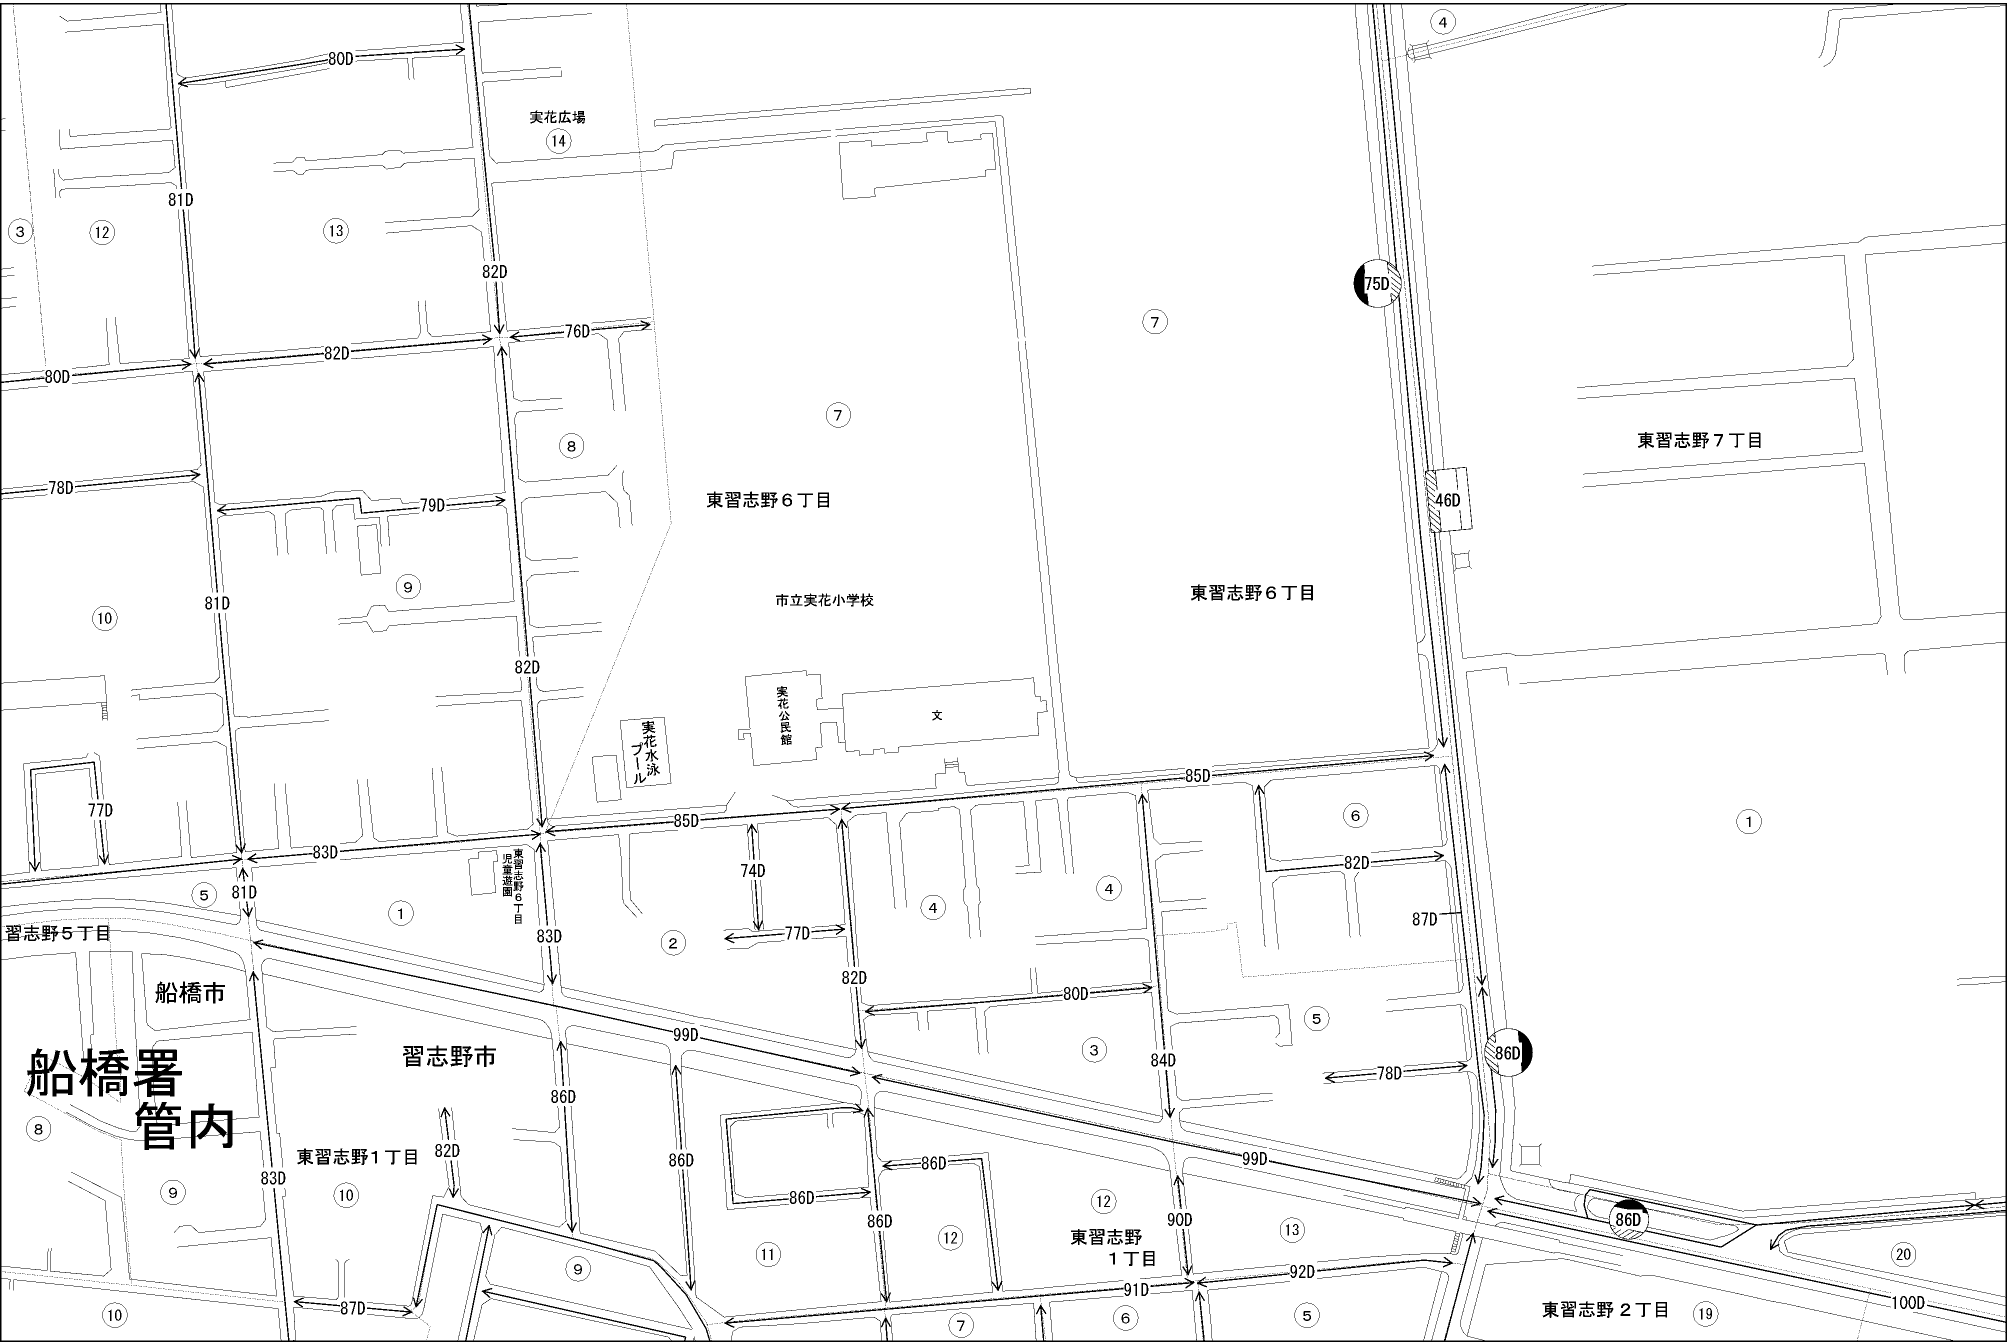 80D
④
実花広場
⑭
81D
③
⑫
⑬
82D
75D
⑦
76D
82D
80D
⑦
⑧
東習志野７丁目
78D
79D
東習志野６丁目
46D
⑨
東習志野６丁目
市立実花小学校
⑩
81D
82D
実花公民館
文
実花水泳
プール
85D
77D
85D
⑥
①
83D
東習志野６丁目
児童遊園
82D
74D
81D
⑤
④
④
①
87D
習志野５丁目
83D
②
77D
82D
船橋市
80D
⑤
99D
習志野市
③
84D
86D
船橋署
管内
78D
86D
⑧
82D
東習志野１丁目
86D
86D
99D
83D
⑨
⑩
86D
⑫
86D
90D
86D
東習志野
１丁目
⑫
⑬
⑪
20
⑨
92D
91D
87D
100D
⑩
⑦
⑥
⑤
東習志野２丁目
⑲